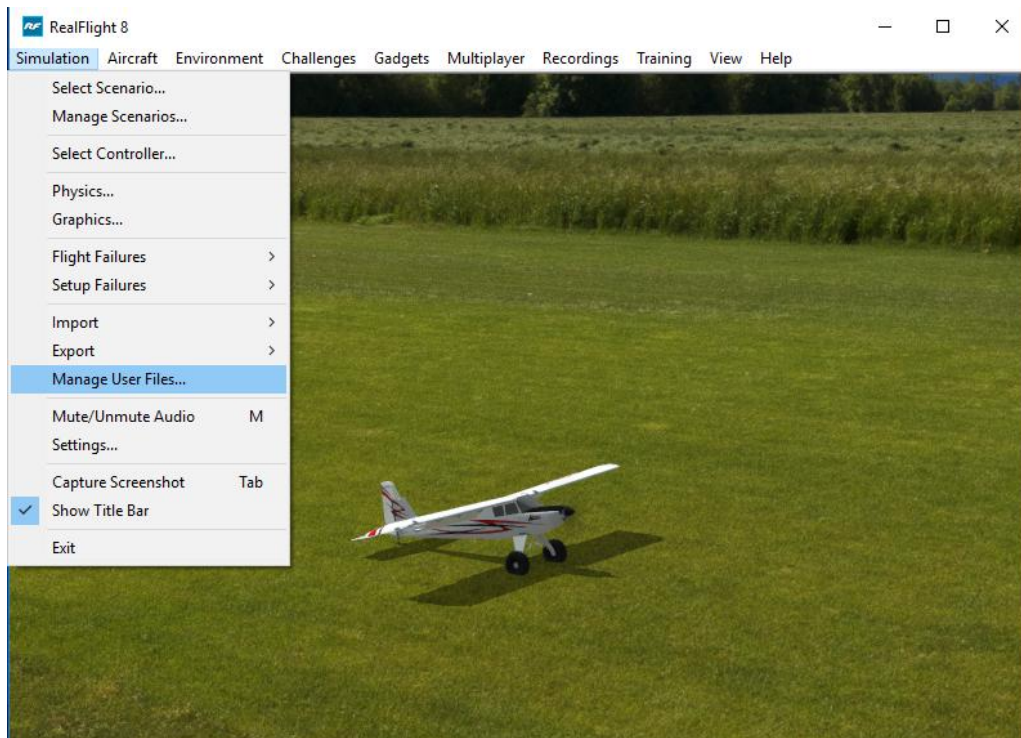 RF RealFlight 8
Simulation Aircraft Environment Challenges Gadgets Multiplayer Recordings Training View Help
Select Scenario...
Manage Scenarios...
Select Controller...
Physics...
Graphics...
Flight Failures
Setup Failures
Import
Export
Manage User Files...
Mute/Unmute Audio M
Settings...
Capture Screenshot Tab
Show Title Bar
Exit